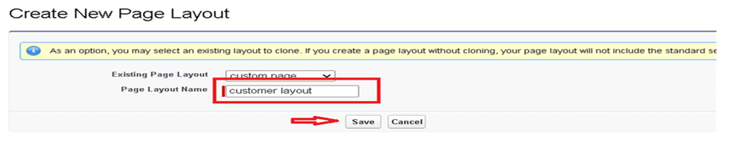 Create New Page Layout
As an option, you may select an existing layout to clone. If you create a page layout without cloning, your page layout will not include the standard se
Existing Page Layout custom page
Page Layout Name customer layout
Save Cancel